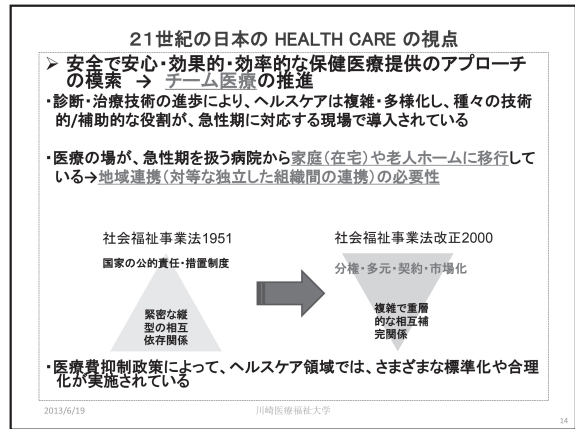 21世紀の日本の HEALTH CARE の視点
➢ 安全で安心・効果的・効率的な保健医療提供のアプローチ
の模索 → チーム医療の推進
・診断・治療技術の進歩により、ヘルスケアは複雑・多様化し、種々の技術
的/補助的な役割が、急性期に対応する現場で導入されている
・医療の場が、急性期を扱う病院から家庭(在宅)や老人ホームに移行して
いる→地域連携(対等な独立した組織間の連携)の必要性
社会福祉事業法1951
国家の公的責任・措置制度
緊密な縦
型の相互
依存関係
社会福祉事業法改正2000
分権・多元・契約・市場化
複雑で重層
的な相互補
完関係
・医療費抑制政策によって、ヘルスケア領域では、さまざまな標準化や合理
化が実施されている
2013/6/19
川崎医療福祉大学
14